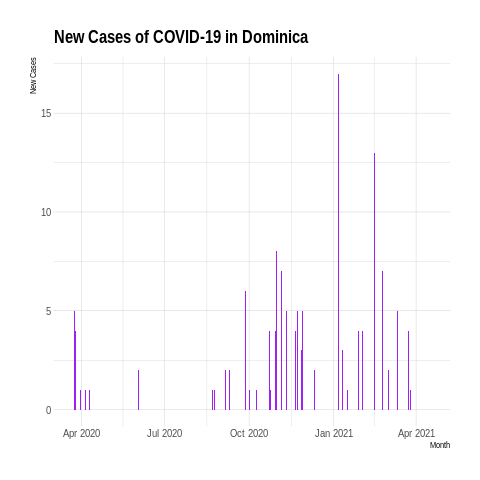 New Cases of COVID-19 in Dominica
New Cases
15
10
5
0
Apr 2020 Jul 2020 Oct 2020 Jan 2021 Apr 2021
Month